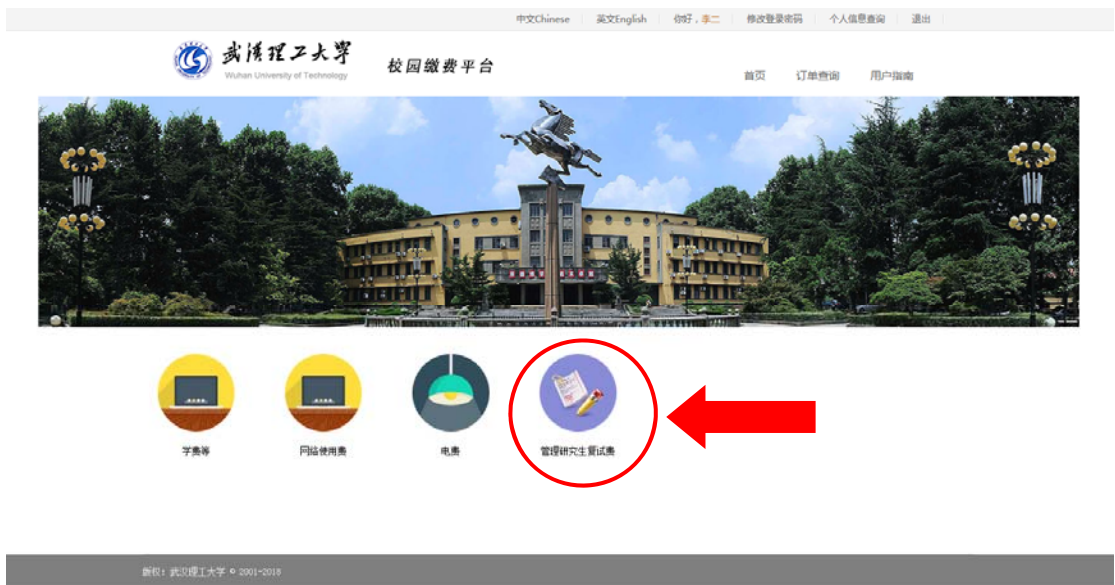 中文Chinese 英文English 你好，李二 修改登录密码 个人信息查询 退出
武汉理工大学 校园缴费平台
Wuhan University of Technology
首页 订单查询 用户指南
学费等 网络使用费 电费 管理研究生复试费
版权：武汉理工大学 © 2001-2018